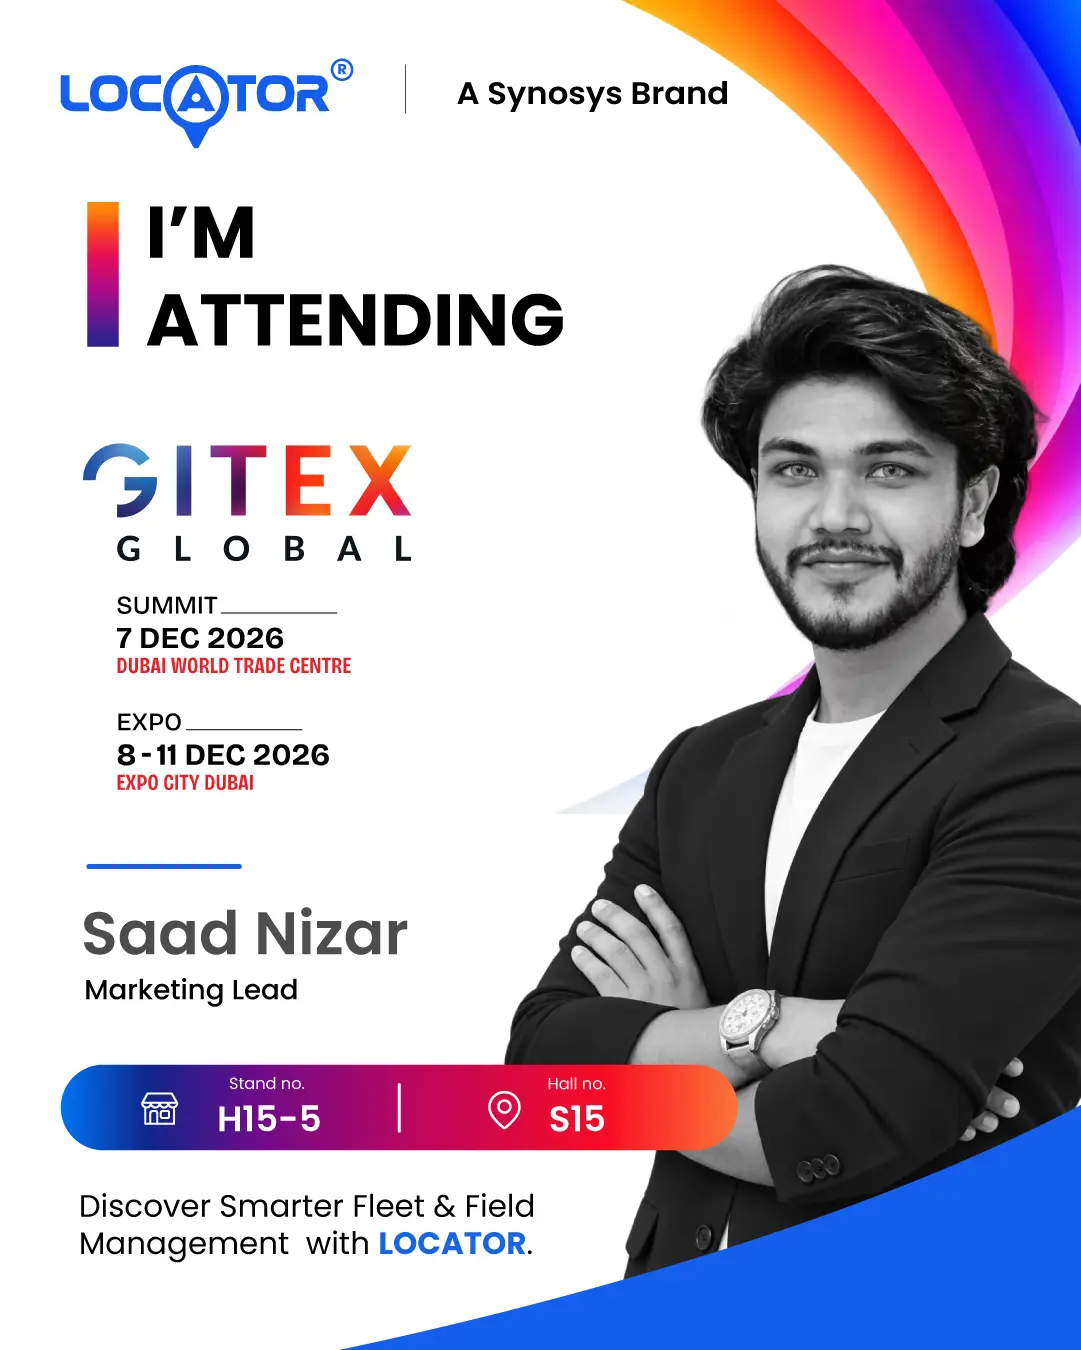 LOCATOR®
A Synosys Brand
I’M
ATTENDING
GITEX
GLOBAL
SUMMIT
7 DEC 2026
DUBAI WORLD TRADE CENTRE
EXPO
8 - 11 DEC 2026
EXPO CITY DUBAI
Saad Nizar
Marketing Lead
Stand no.
H15-5
Hall no.
S15
Discover Smarter Fleet & Field
Management with LOCATOR.